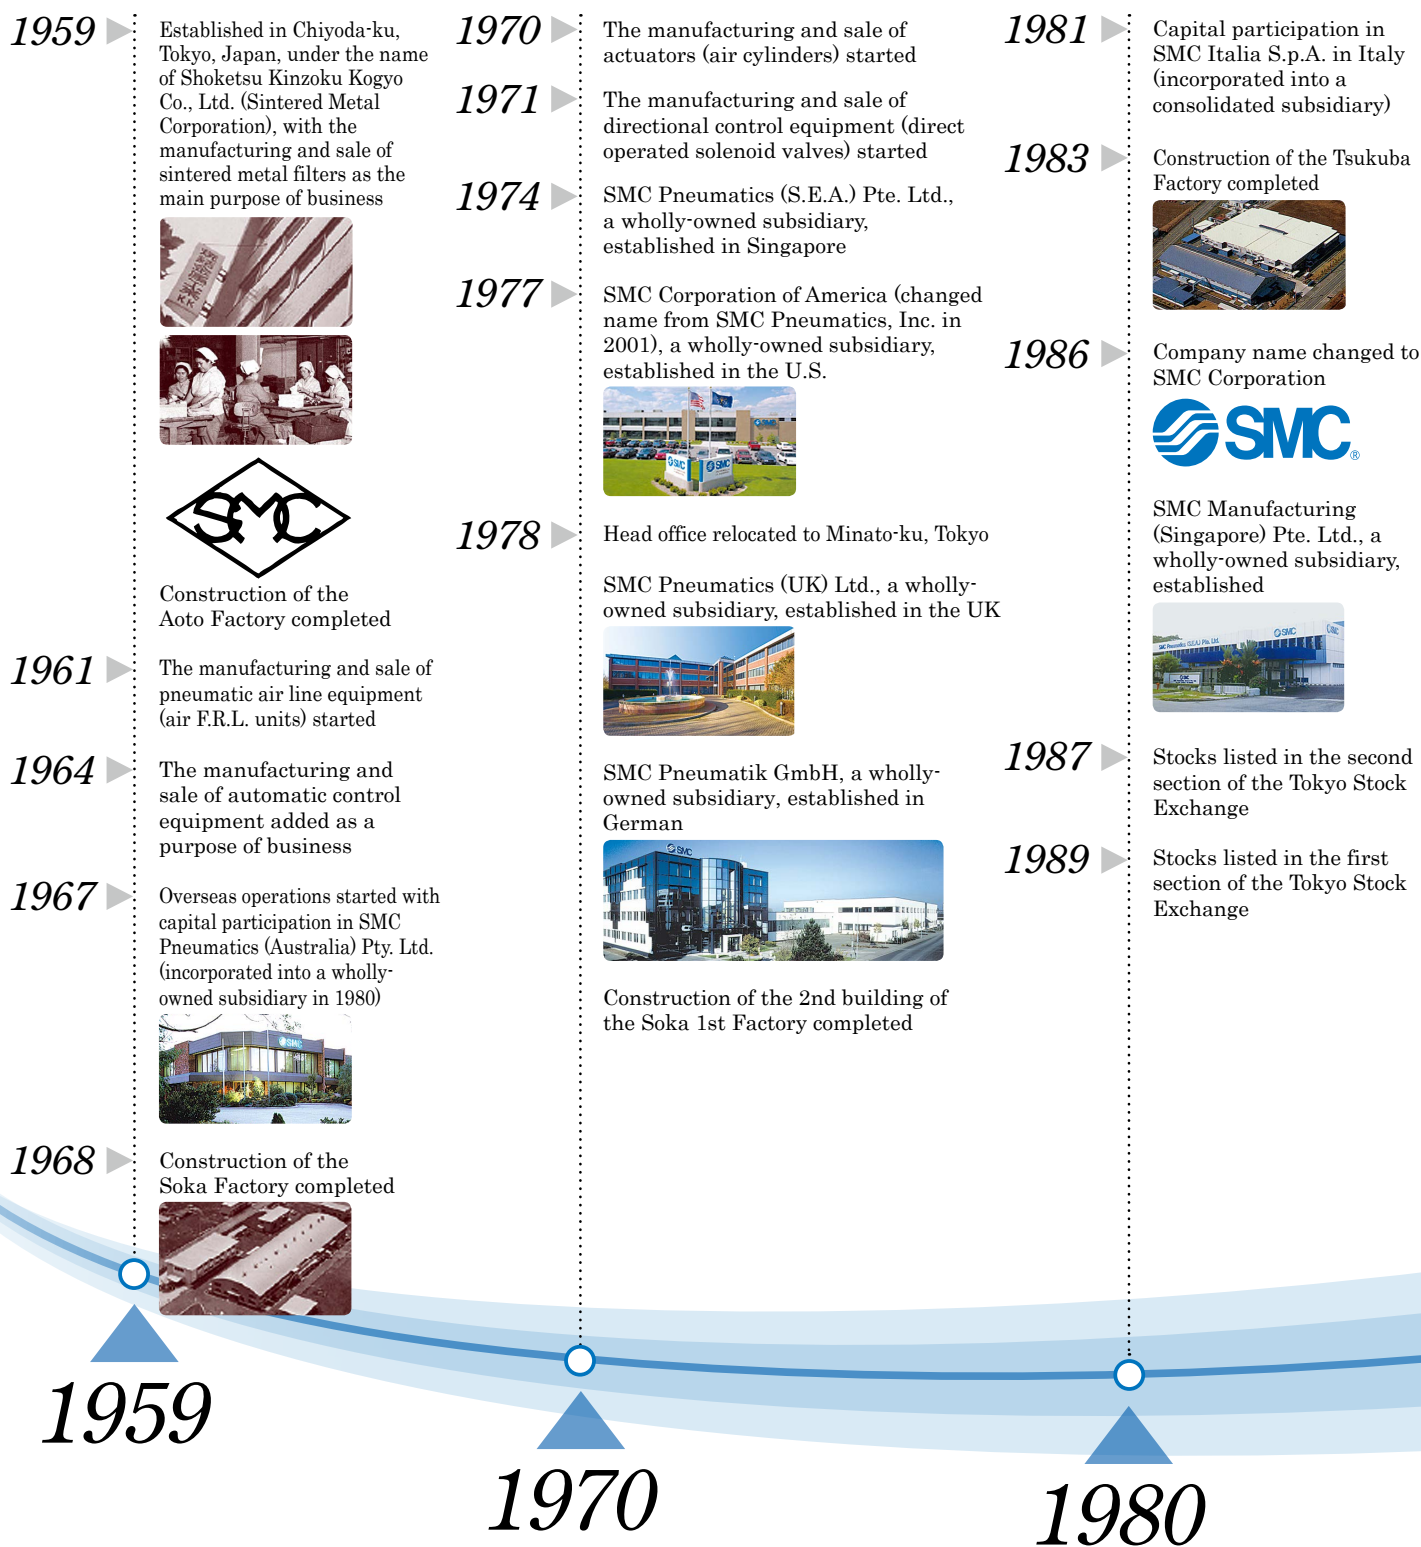 1959
Established in Chiyoda-ku,
Tokyo, Japan, under the name
of Shoketsu Kinzoku Kogyo
Co., Ltd. (Sintered Metal
Corporation), with the
manufacturing and sale of
sintered metal filters as the
main purpose of business
SMC
Construction of the
Aoto Factory completed
1961
The manufacturing and sale of
pneumatic air line equipment
(air F.R.L. units) started
1964
The manufacturing and
sale of automatic control
equipment added as a
purpose of business
1967
Overseas operations started with
capital participation in SMC
Pneumatics (Australia) Pty. Ltd.
(incorporated into a wholly-
owned subsidiary in 1980)
SMC
1968
Construction of the
Soka Factory completed
1970
The manufacturing and sale of
actuators (air cylinders) started
1971
The manufacturing and sale of
directional control equipment (direct
operated solenoid valves) started
1974
SMC Pneumatics (S.E.A.) Pte. Ltd.,
a wholly-owned subsidiary,
established in Singapore
1977
SMC Corporation of America (changed
name from SMC Pneumatics, Inc. in
2001), a wholly-owned subsidiary,
established in the U.S.
SMC
SMC
SMC
1978
Head office relocated to Minato-ku, Tokyo
SMC Pneumatics (UK) Ltd., a wholly-
owned subsidiary, established in the UK
SMC Pneumatik GmbH, a wholly-
owned subsidiary, established in
German
SMC
Construction of the 2nd building of
the Soka 1st Factory completed
1981
Capital participation in
SMC Italia S.p.A. in Italy
(incorporated into a
consolidated subsidiary)
1983
Construction of the Tsukuba
Factory completed
1986
Company name changed to
SMC Corporation
SMC®
SMC Manufacturing
(Singapore) Pte. Ltd., a
wholly-owned subsidiary,
established
SMC Pneumatics (S.E.A.) Pte. Ltd.
SMC
SMC
SMC
1987
Stocks listed in the second
section of the Tokyo Stock
Exchange
1989
Stocks listed in the first
section of the Tokyo Stock
Exchange
1959
1970
1980